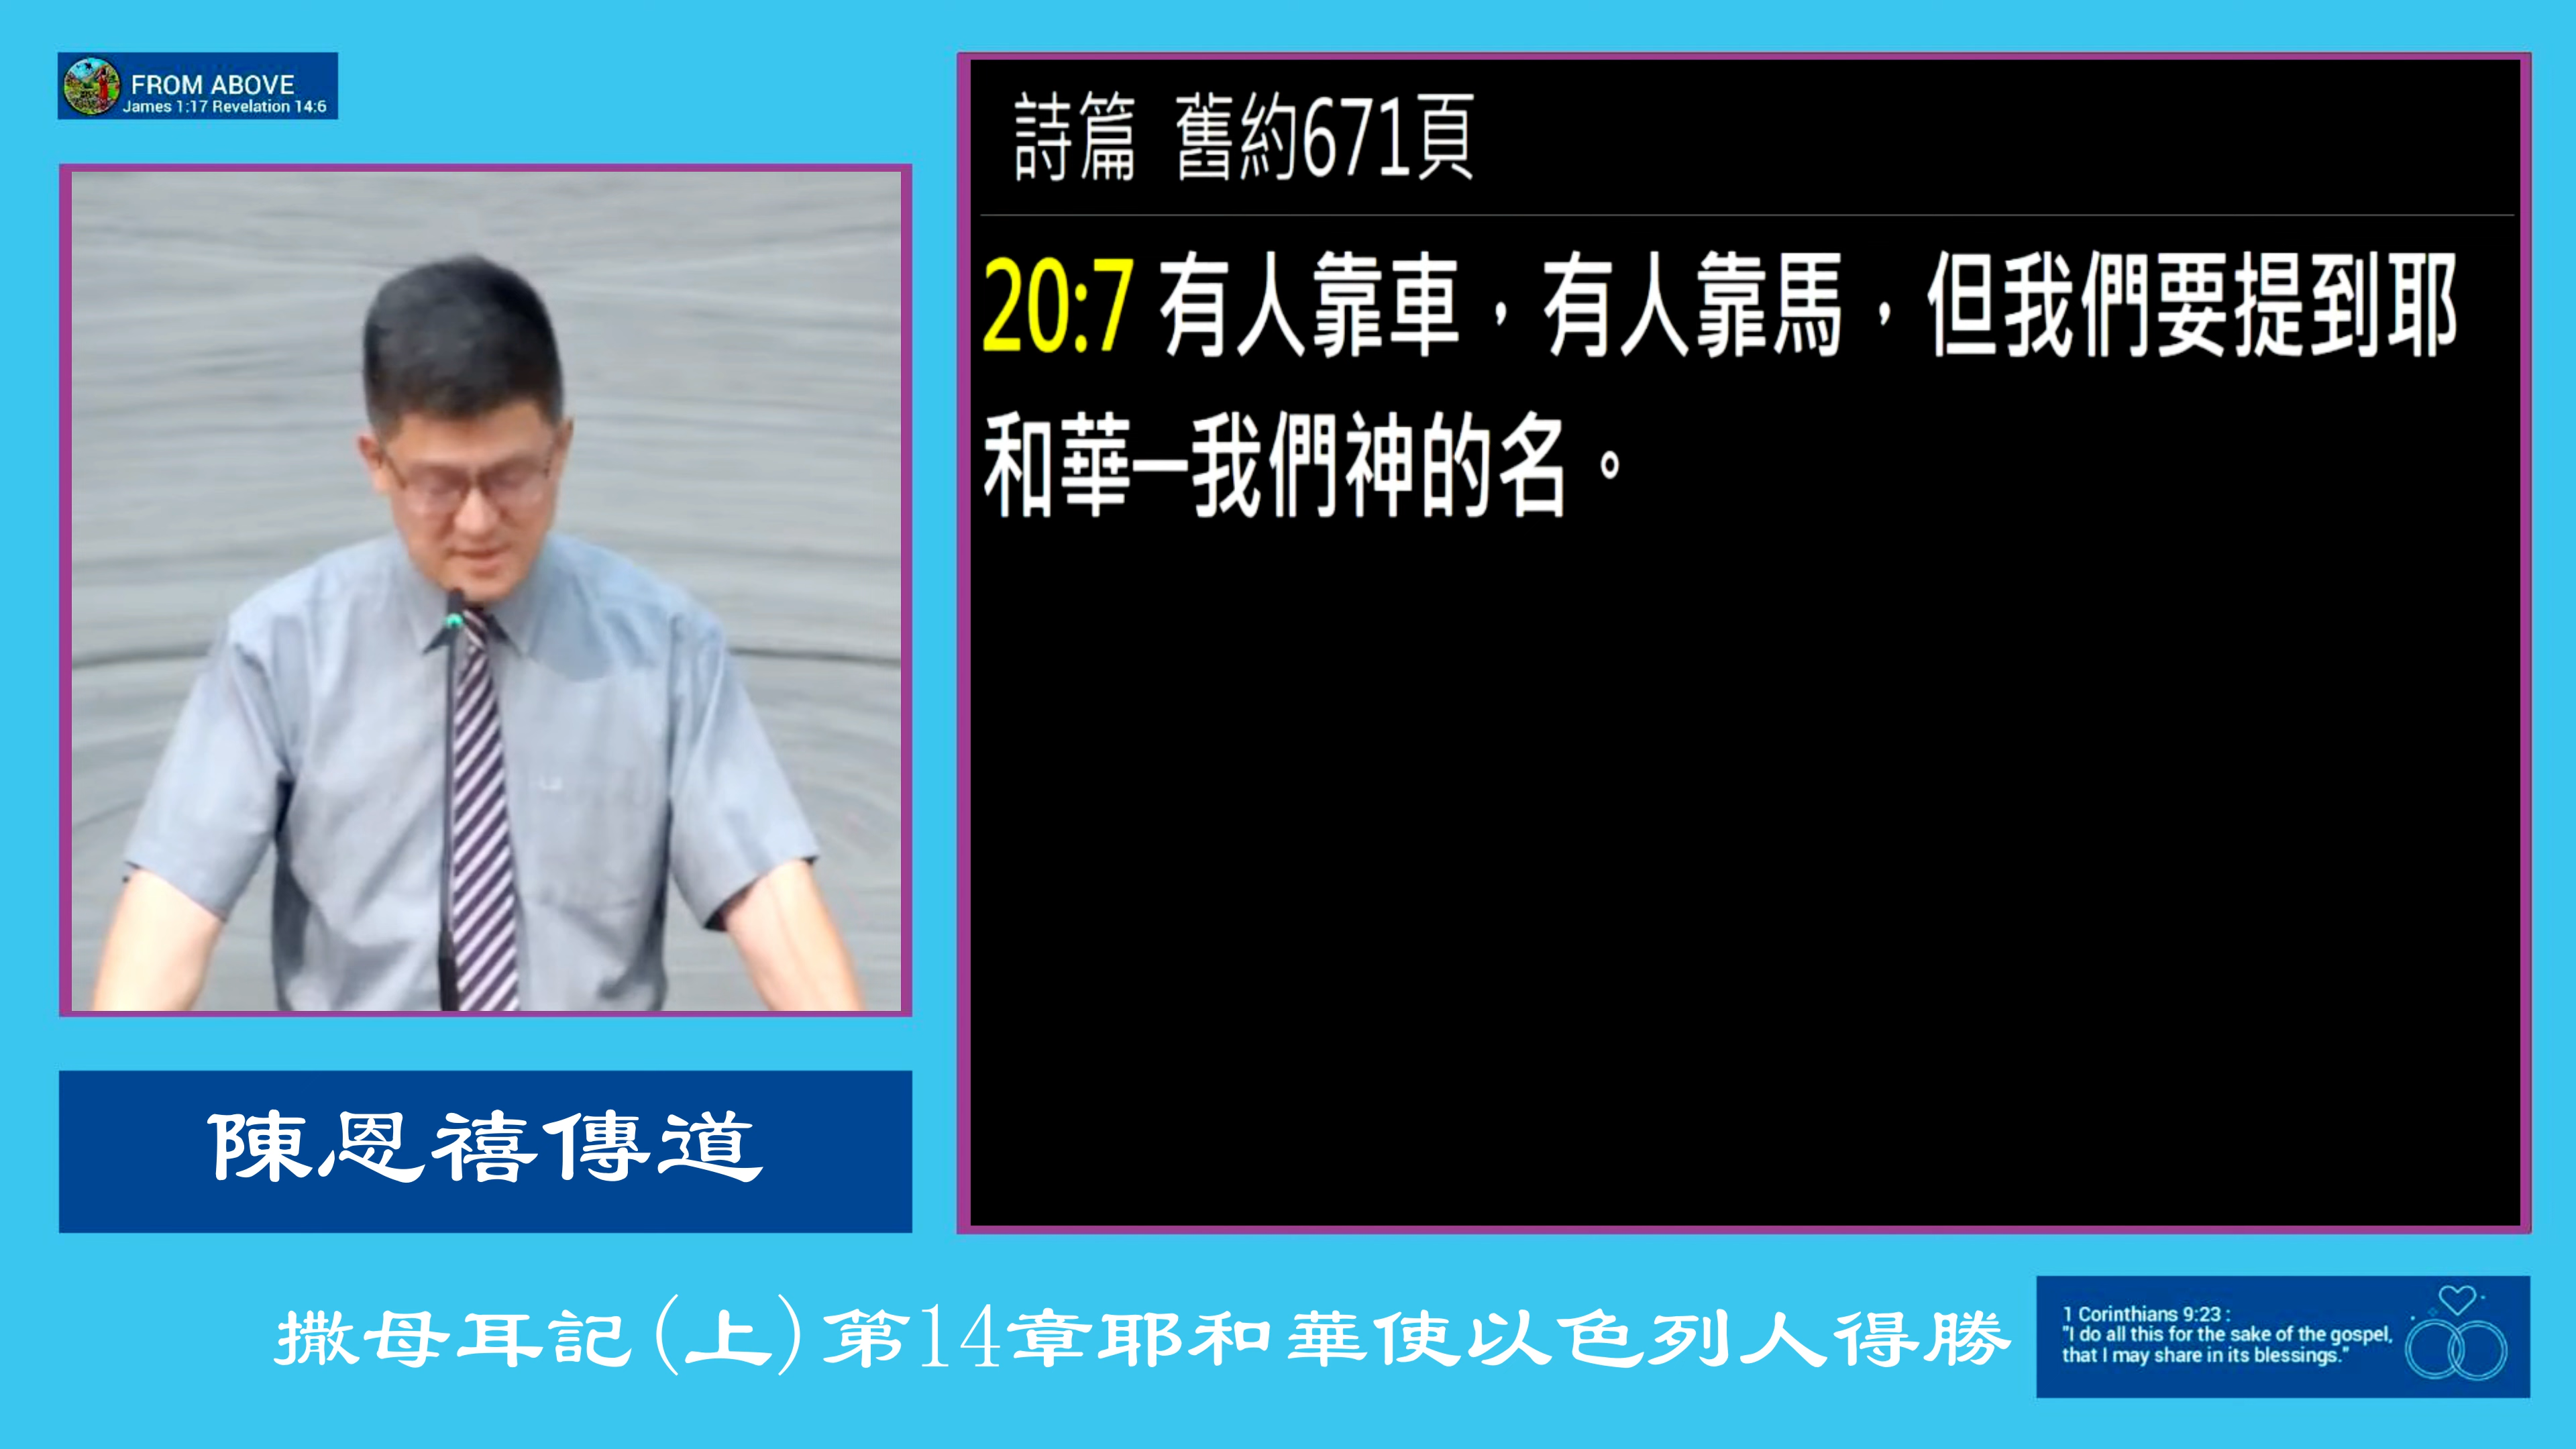 FROM ABOVE
James 1:17 Revelation 14:6
詩篇 舊約671頁
20:7 有人靠車，有人靠馬，但我們要提到耶
和華—我們神的名。
陳恩禧傳道
撒母耳記(上)第14章耶和華使以色列人得勝
1 Corinthians 9:23 :
"I do all this for the sake of the gospel,
that I may share in its blessings."